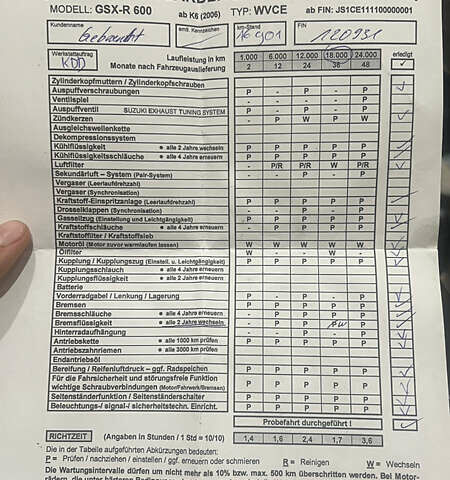 MODELL: GSX-R 600 ab K6 (2006) TYP: WVCE ab FIN: JS1CE111100000001
Kundenname Gebraucht amtl. Kennzeichen km-Stand 16901 FIN 120931
Werkstattauftrag KDD Laufleistung in km 1.000 6.000 12.000 18.000 24.000 erledigt
Monate nach Fahrzeugauslieferung 2 12 24 36 48
Zylinderkopfmuttern / Zylinderkopfschrauben
Auspuffverschraubungen P - P - P
Ventilspiel - - - - P
Auspuffventil SUZUKI EXHAUST TUNING SYSTEM P - P - P
Zündkerzen - P W P W
Ausgleichswellenkette
Dekompressionssystem
Kühlflüssigkeit • alle 2 Jahre wechseln P P P P P
Kühlflüssigkeitsschläuche • alle 4 Jahre erneuern P P P P P
Luftfilter - P/R P/R W P/R
Sekundärluft – System (Pair-System) - - P - P
Vergaser (Leerlaufdrehzahl)
Vergaser (Synchronisation)
Kraftstoff-Einspritzanlage (Leerlaufdrehzahl) P P P P P
Drosselklappen (Synchronisation) P - P - P
Gasseilzug (Einstellung und Leichtgängigkeit) P P P P P
Kraftstoffschläuche • alle 4 Jahre erneuern - P P P P
Kraftstofffilter / Kraftstoffsieb
Motoröl (Motor zuvor warmlaufen lassen) W W W W W
Ölfilter W - - W -
Kupplung / Kupplungszug (Einstell. u. Leichtgängigkeit) P P P P P
Kupplungsschlauch • alle 4 Jahre erneuern
Kupplungsflüssigkeit • alle 2 Jahre erneuern
Batterie
Vorderradgabel / Lenkung / Lagerung P - P - P
Bremsen P P P P P
Bremsschläuche • alle 4 Jahre erneuern - P P P P
Bremsflüssigkeit • alle 2 Jahre wechseln - P P W P
Hinterradaufhängung - - P - P
Antriebskette • alle 1000 km prüfen P P P P P
Antriebszahnriemen • alle 3000 km prüfen
Endantriebsöl
Bereifung / Reifenluftdruck – ggf. Radspeichen P P P P P
Für die Fahrsicherheit und störungsfreie Funktion
wichtige Schraubverbindungen (Motor/Fahrwerk/Bremsen) P P P P P
Seitenständerfunktion / Seitenständerschalter P P P P P
Beleuchtungs-/ signal-/ sicherheitstechn. Einricht. P P P P P
Probefahrt durchgeführt !
RICHTZEIT (Angaben in Stunden / 1 Std = 10/10) 1,4 1,6 2,4 1,7 3,6
Die in der Tabelle aufgeführten Abkürzungen bedeuten:
P = Prüfen / nachziehen / einstellen / ggf. erneuern oder schmieren R = Reinigen W = Wechseln
Die Wartungsintervalle dürfen um nicht mehr als 10% bzw. max. 500 km überschritten werden. Bei Motor-